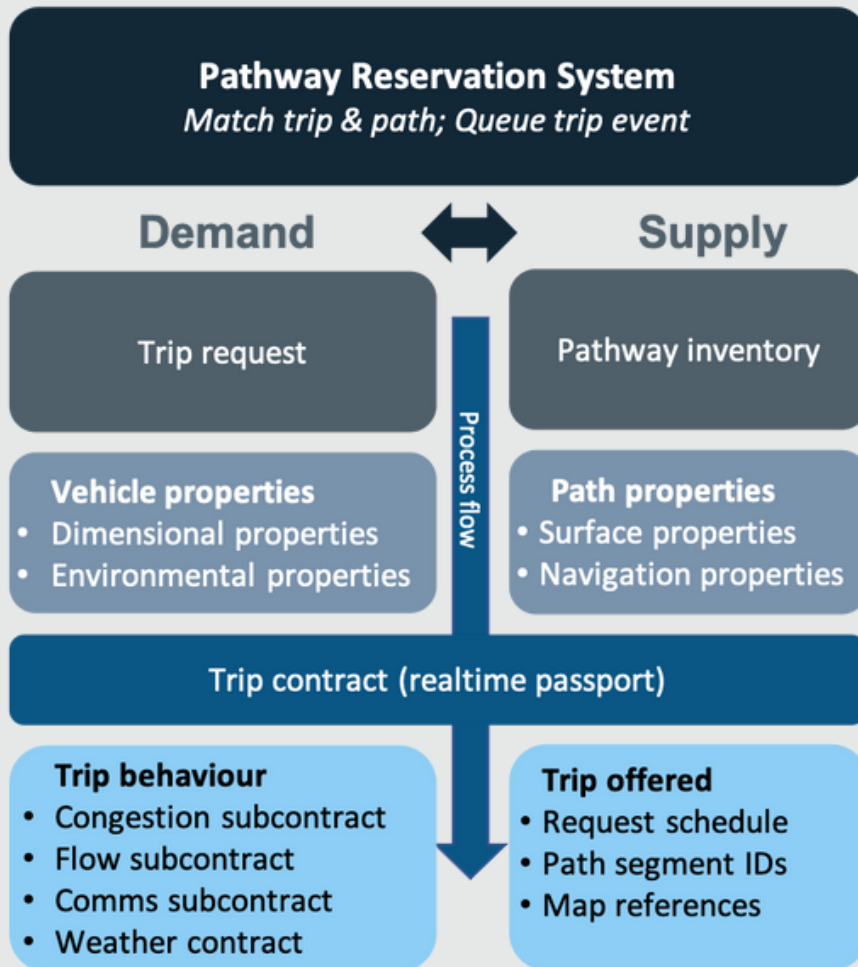 Pathway Reservation System
Match trip & path; Queue trip event
Demand
Supply
Trip request
Pathway inventory
Process flow
Vehicle properties
• Dimensional properties
• Environmental properties
Path properties
• Surface properties
• Navigation properties
Trip contract (realtime passport)
Trip behaviour
• Congestion subcontract
• Flow subcontract
• Comms subcontract
• Weather contract
Trip offered
• Request schedule
• Path segment IDs
• Map references